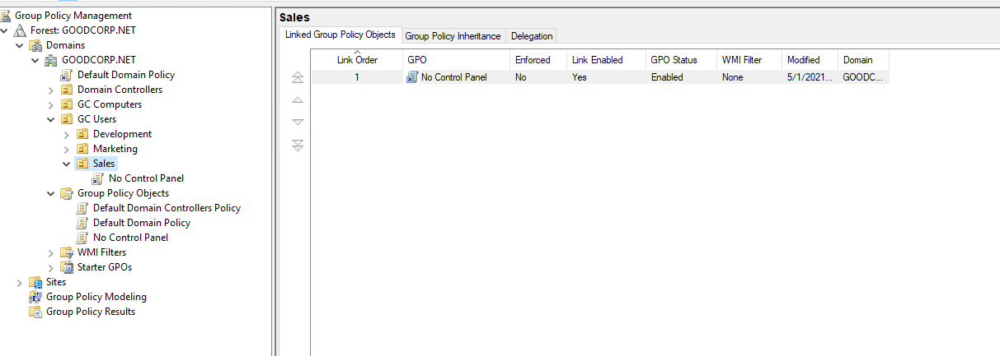 Group Policy Management
Forest: GOODCORP.NET
Domains
GOODCORP.NET
Default Domain Policy
Domain Controllers
GC Computers
GC Users
Development
Marketing
Sales
No Control Panel
Group Policy Objects
Default Domain Controllers Policy
Default Domain Policy
No Control Panel
WMI Filters
Starter GPOs
Sites
Group Policy Modeling
Group Policy Results
Sales
Linked Group Policy Objects Group Policy Inheritance Delegation
Link Order GPO Enforced Link Enabled GPO Status WMI Filter Modified Domain
1 No Control Panel No Yes Enabled None 5/1/2021... GOODC...